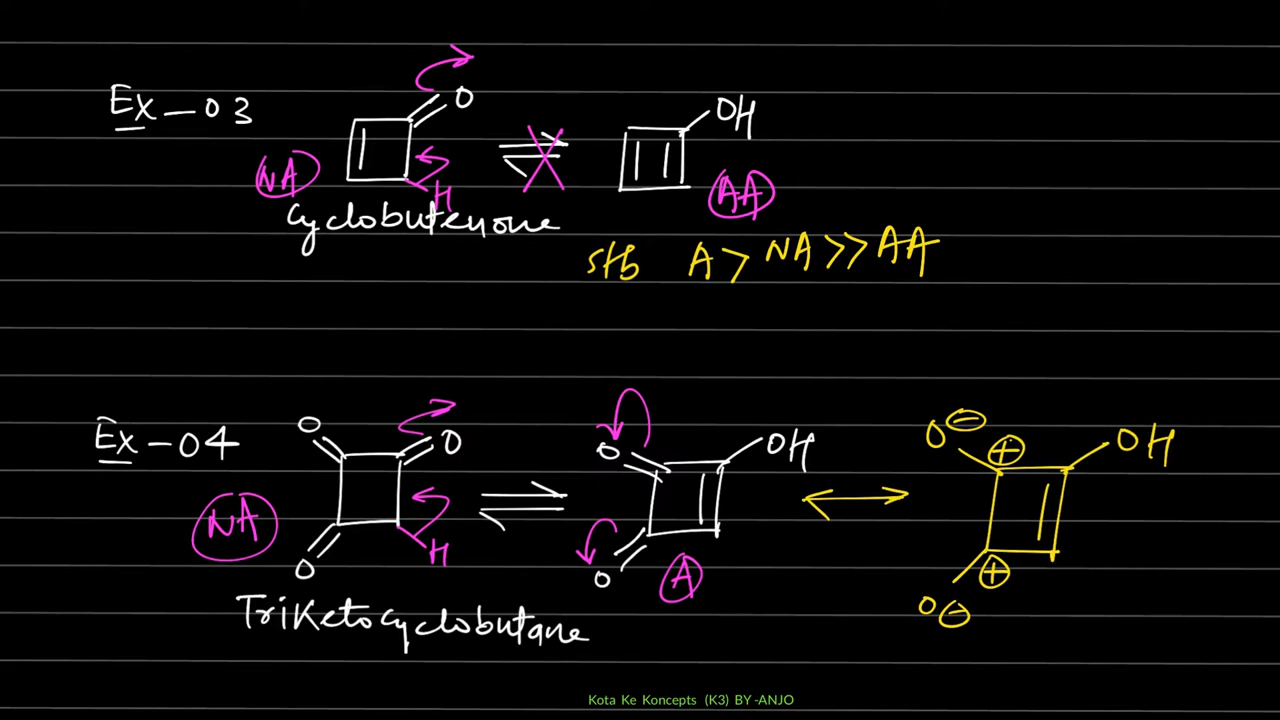 Ex-03
O
H
NA
cyclobutenone
OH
AA
stb A > NA >> AA
Ex-04
O
O
O
H
NA
TriKetocyclobutane
O
OH
O
A
O⊖
⊕
OH
⊕
O⊖
Kota Ke Koncepts (K3) BY -ANJO